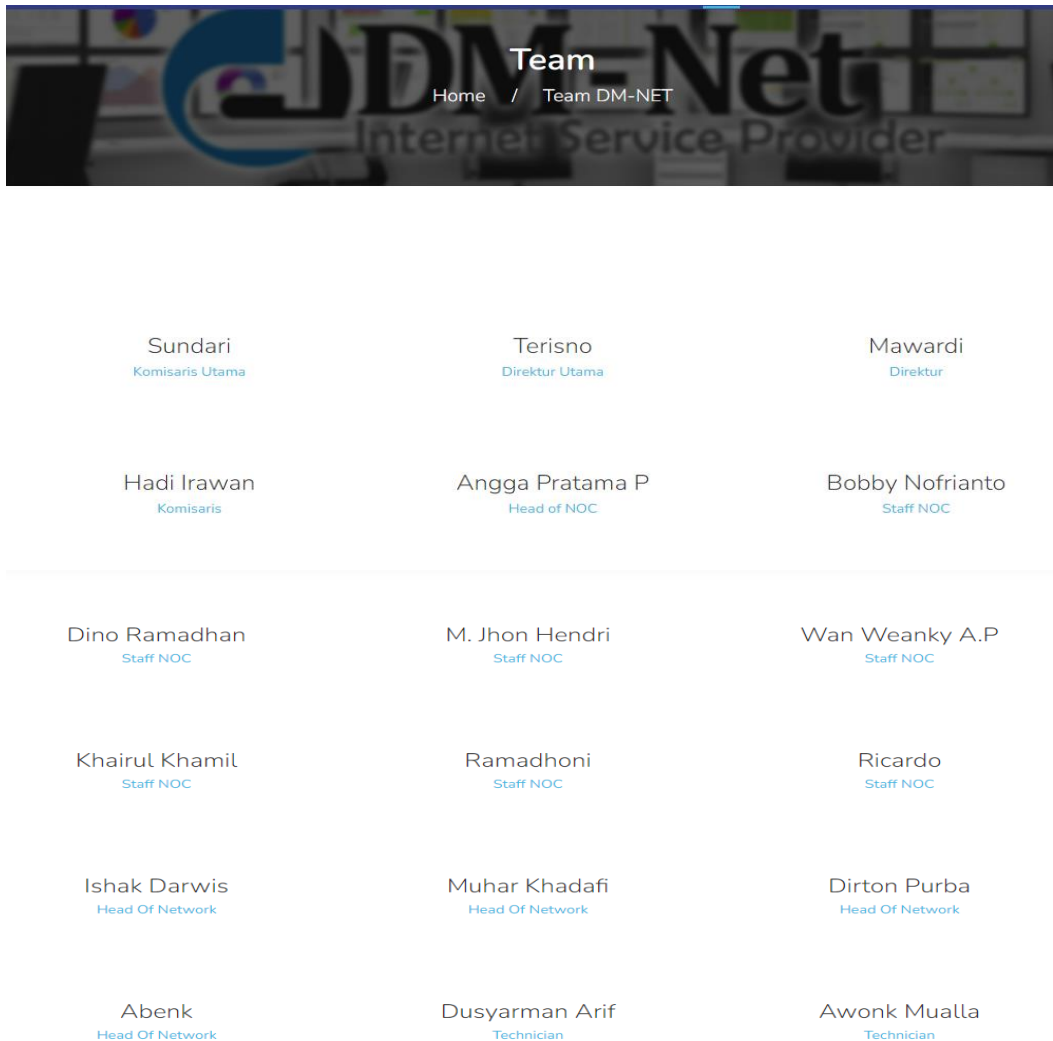 DM-Net
Internet Service Provider
Team
Home / Team DM-NET
Sundari Terisno Mawardi
Komisaris Utama Direktur Utama Direktur
Hadi Irawan Angga Pratama P Bobby Nofrianto
Komisaris Head of NOC Staff NOC
Dino Ramadhan M. Jhon Hendri Wan Weanky A.P
Staff NOC Staff NOC Staff NOC
Khairul Khamil Ramadhoni Ricardo
Staff NOC Staff NOC Staff NOC
Ishak Darwis Muhar Khadafi Dirton Purba
Head Of Network Head Of Network Head Of Network
Abenk Dusyarman Arif Awonk Mualla
Head Of Network Technician Technician